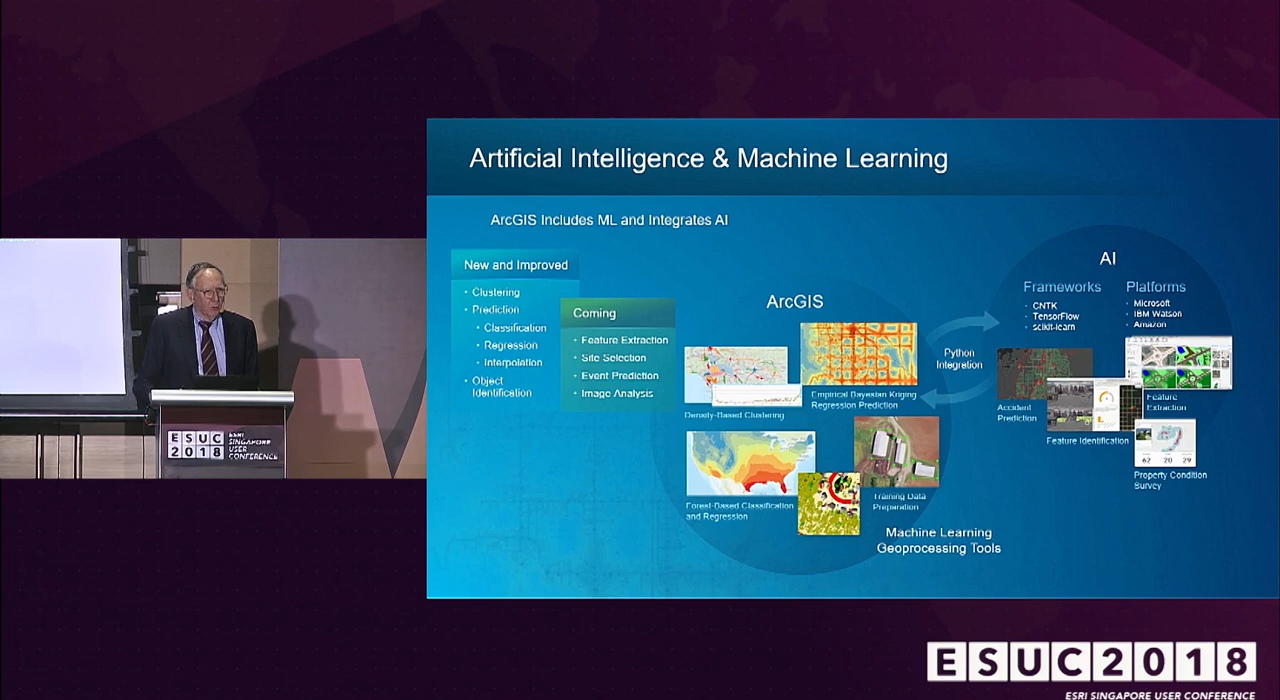 Artificial Intelligence & Machine Learning
ArcGIS Includes ML and Integrates AI
New and Improved
• Clustering
• Prediction
• Classification
• Regression
• Interpolation
• Object
Identification
Coming
• Feature Extraction
• Site Selection
• Event Prediction
• Image Analysis
ArcGIS
Density-Based Clustering
Empirical Bayesian Kriging
Regression Prediction
Forest-Based Classification
and Regression
Training Data
Preparation
Machine Learning
Geoprocessing Tools
Python
Integration
AI
Frameworks
• CNTK
• TensorFlow
• scikit-learn
Platforms
• Microsoft
• IBM Watson
• Amazon
Accident
Prediction
Feature
Extraction
Feature Identification
62 20 29
Property Condition
Survey
ESUC
2018
ESRI
SINGAPORE
USER
CONFERENCE
ESUC2018
ESRI SINGAPORE USER CONFERENCE